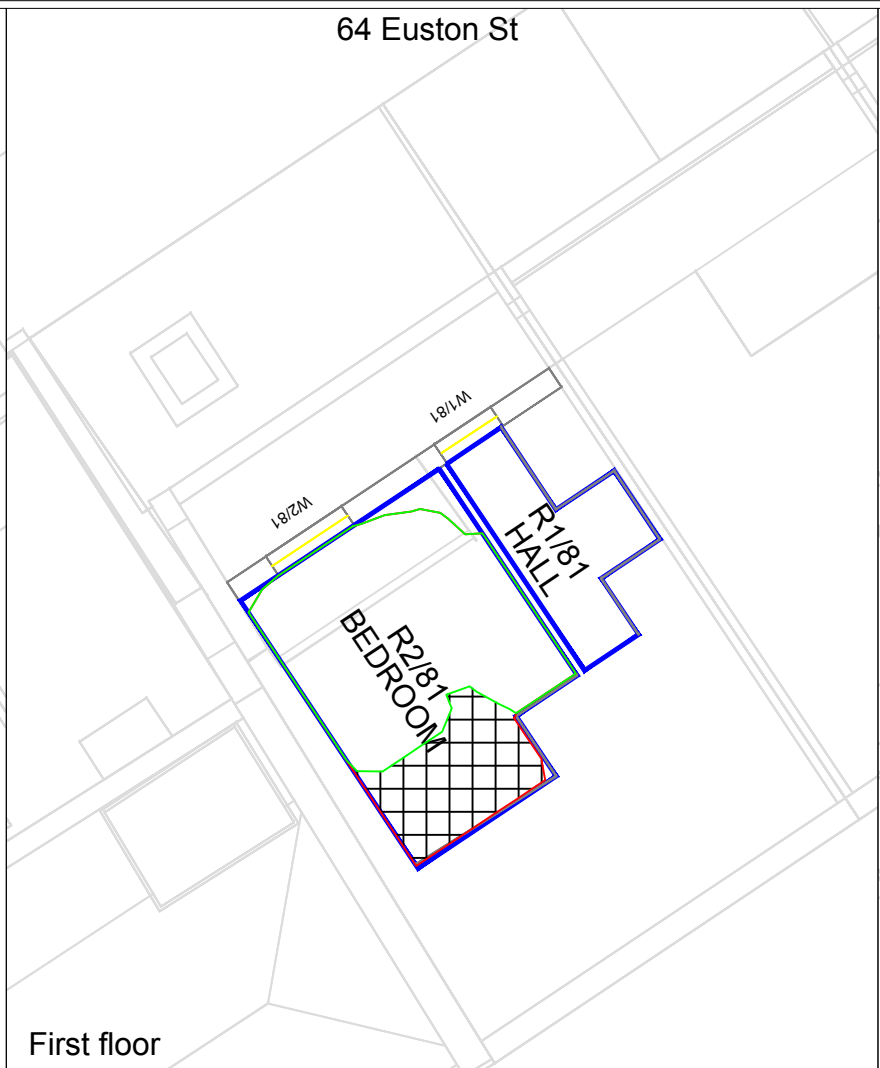 64 Euston St
W1/81
W2/81
R1/81
HALL
R2/81
BEDROOM
First floor